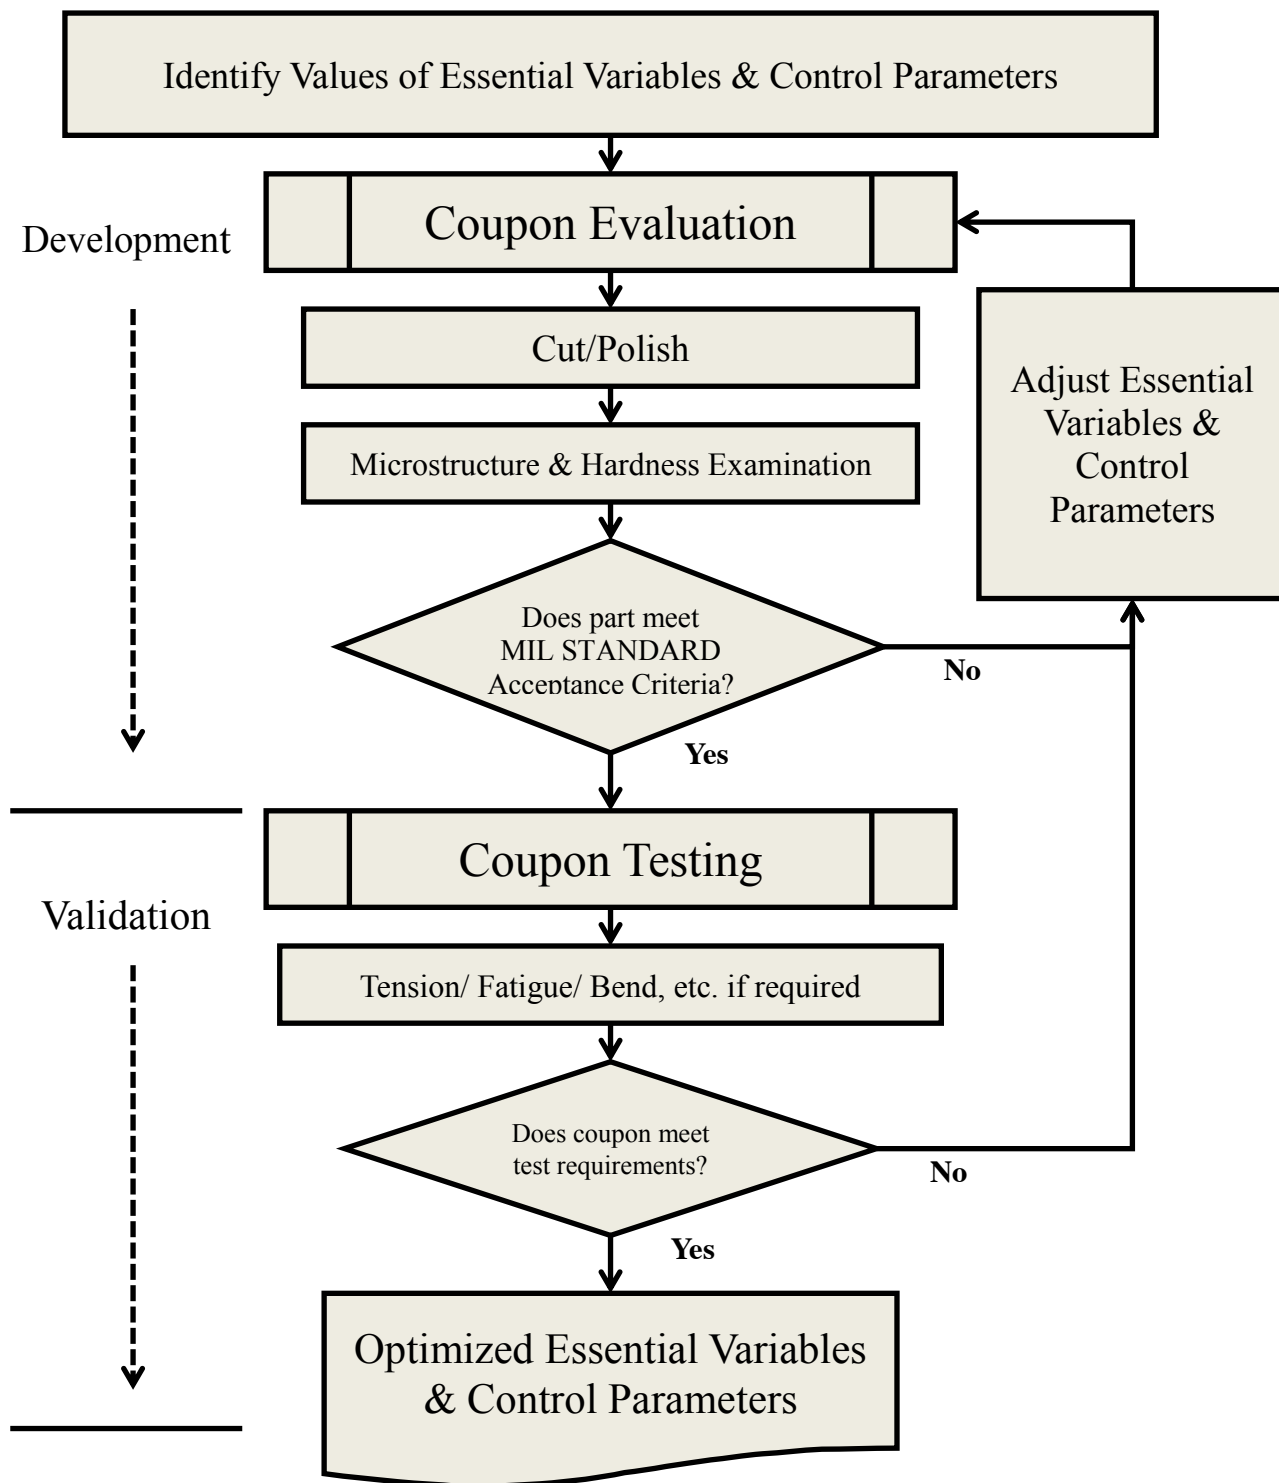 Identify Values of Essential Variables & Control Parameters
Development
Coupon Evaluation
Cut/Polish
Microstructure & Hardness Examination
Adjust Essential
Variables &
Control
Parameters
Does part meet
MIL STANDARD
Acceptance Criteria?
No
Yes
Coupon Testing
Validation
Tension/ Fatigue/ Bend, etc. if required
Does coupon meet
test requirements?
No
Yes
Optimized Essential Variables
& Control Parameters